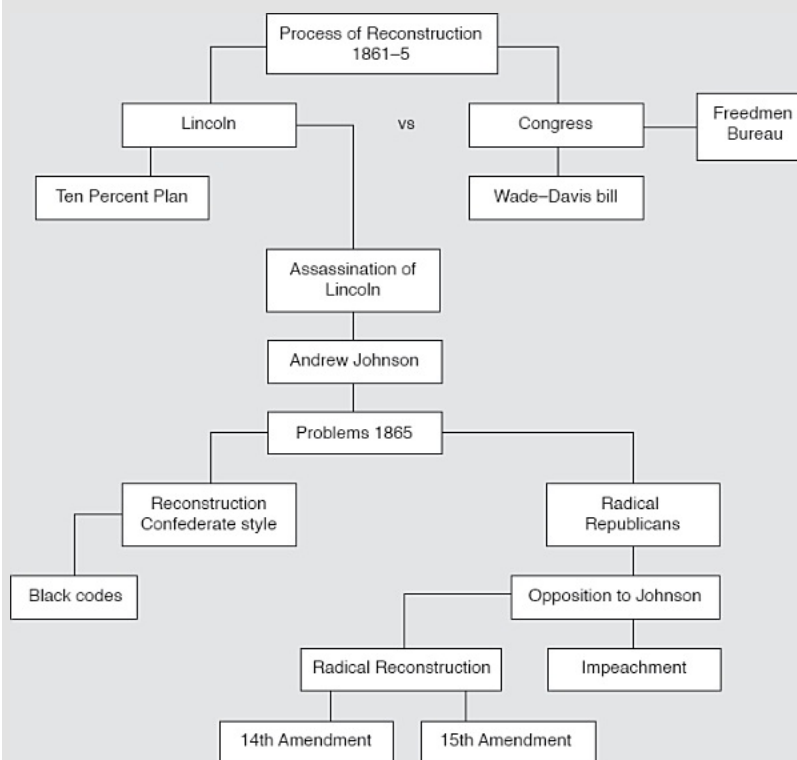 Process of Reconstruction
1861–5
Lincoln
vs
Congress
Freedmen
Bureau
Ten Percent Plan
Wade–Davis bill
Assassination of
Lincoln
Andrew Johnson
Problems 1865
Reconstruction
Confederate style
Radical
Republicans
Black codes
Opposition to Johnson
Radical Reconstruction
Impeachment
14th Amendment
15th Amendment